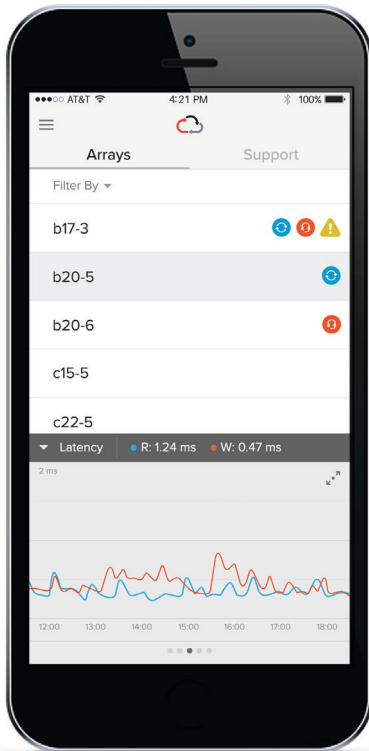 AT&T 4:21 PM 100%
Arrays Support
Filter By
b17-3
b20-5
b20-6
c15-5
c22-5
Latency R: 1.24 ms W: 0.47 ms
2 ms
12:00 13:00 14:00 15:00 16:00 17:00 18:00